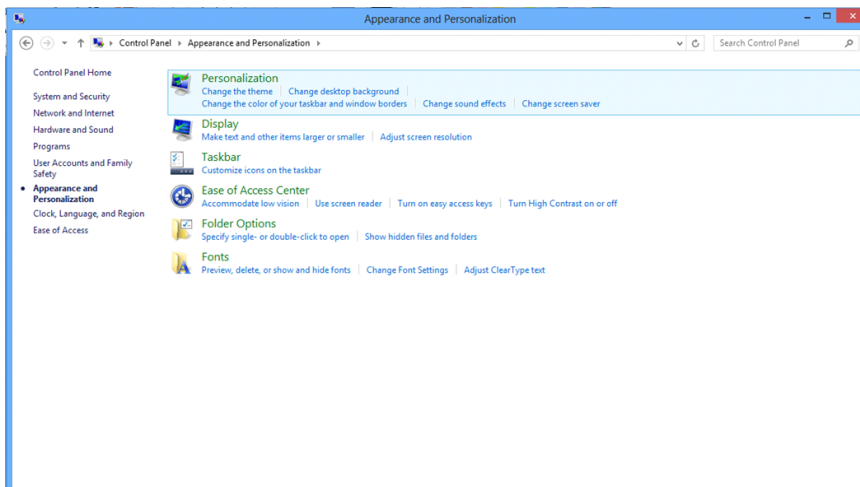 Appearance and Personalization
Control Panel Appearance and Personalization
Search Control Panel
Control Panel Home
System and Security
Network and Internet
Hardware and Sound
Programs
User Accounts and Family
Safety
Appearance and
Personalization
Clock, Language, and Region
Ease of Access
Personalization
Change the theme Change desktop background
Change the color of your taskbar and window borders Change sound effects Change screen saver
Display
Make text and other items larger or smaller Adjust screen resolution
Taskbar
Customize icons on the taskbar
Ease of Access Center
Accommodate low vision Use screen reader Turn on easy access keys Turn High Contrast on or off
Folder Options
Specify single- or double-click to open Show hidden files and folders
Fonts
Preview, delete, or show and hide fonts Change Font Settings Adjust ClearType text